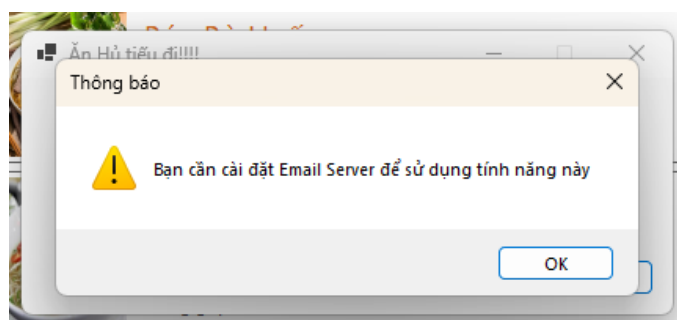 Ăn Hủ tiếu đi!!!!
Thông báo
Bạn cần cài đặt Email Server để sử dụng tính năng này
OK